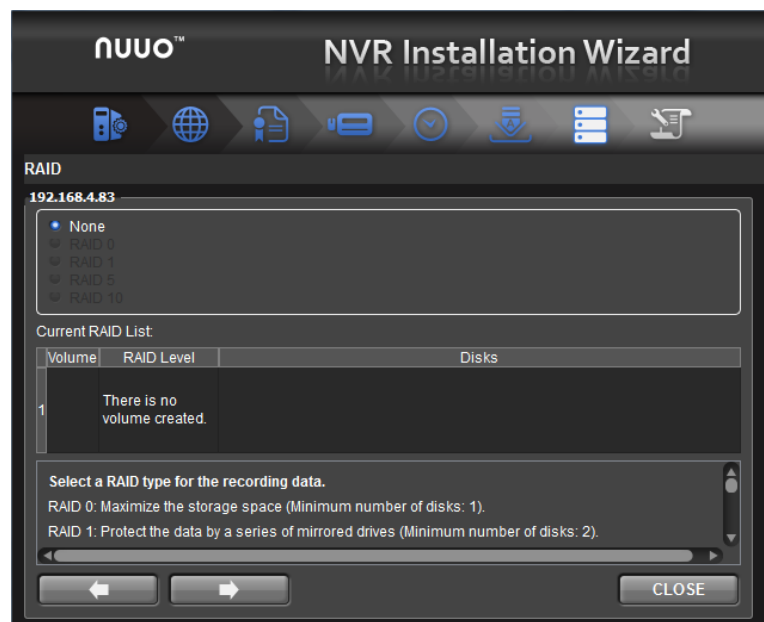 nuuo™
NVR Installation Wizard
RAID
192.168.4.83
None
RAID 0
RAID 1
RAID 5
RAID 10
Current RAID List:
Volume RAID Level Disks
1 There is no
volume created.
Select a RAID type for the recording data.
RAID 0: Maximize the storage space (Minimum number of disks: 1).
RAID 1: Protect the data by a series of mirrored drives (Minimum number of disks: 2).
CLOSE